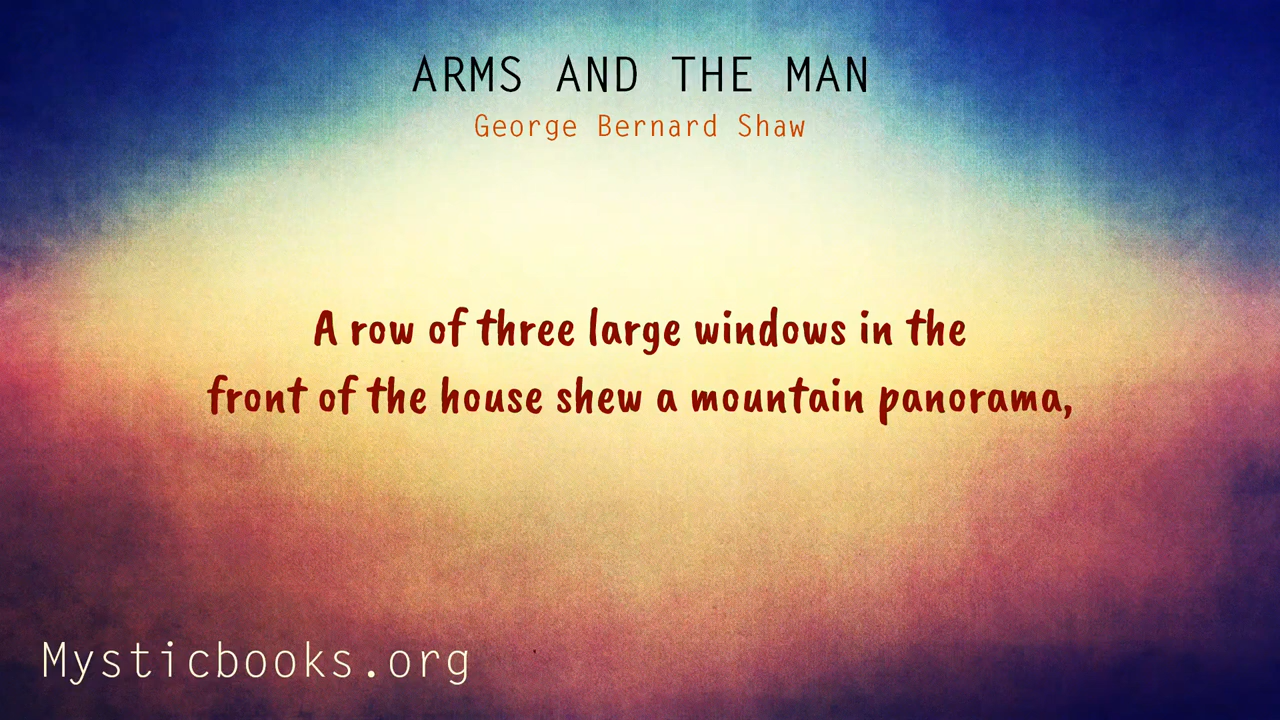 ARMS AND THE MAN
George Bernard Shaw
A row of three large windows in the
front of the house shew a mountain panorama,
Mysticbooks.org